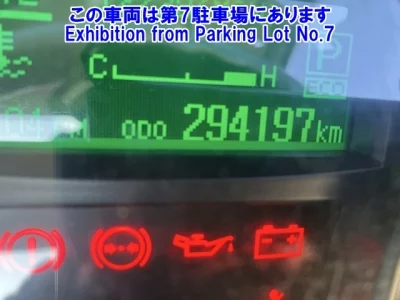 この車両は第7駐車場にあります
Exhibition from Parking Lot No.7
C H P
ECO
ODO 294197km